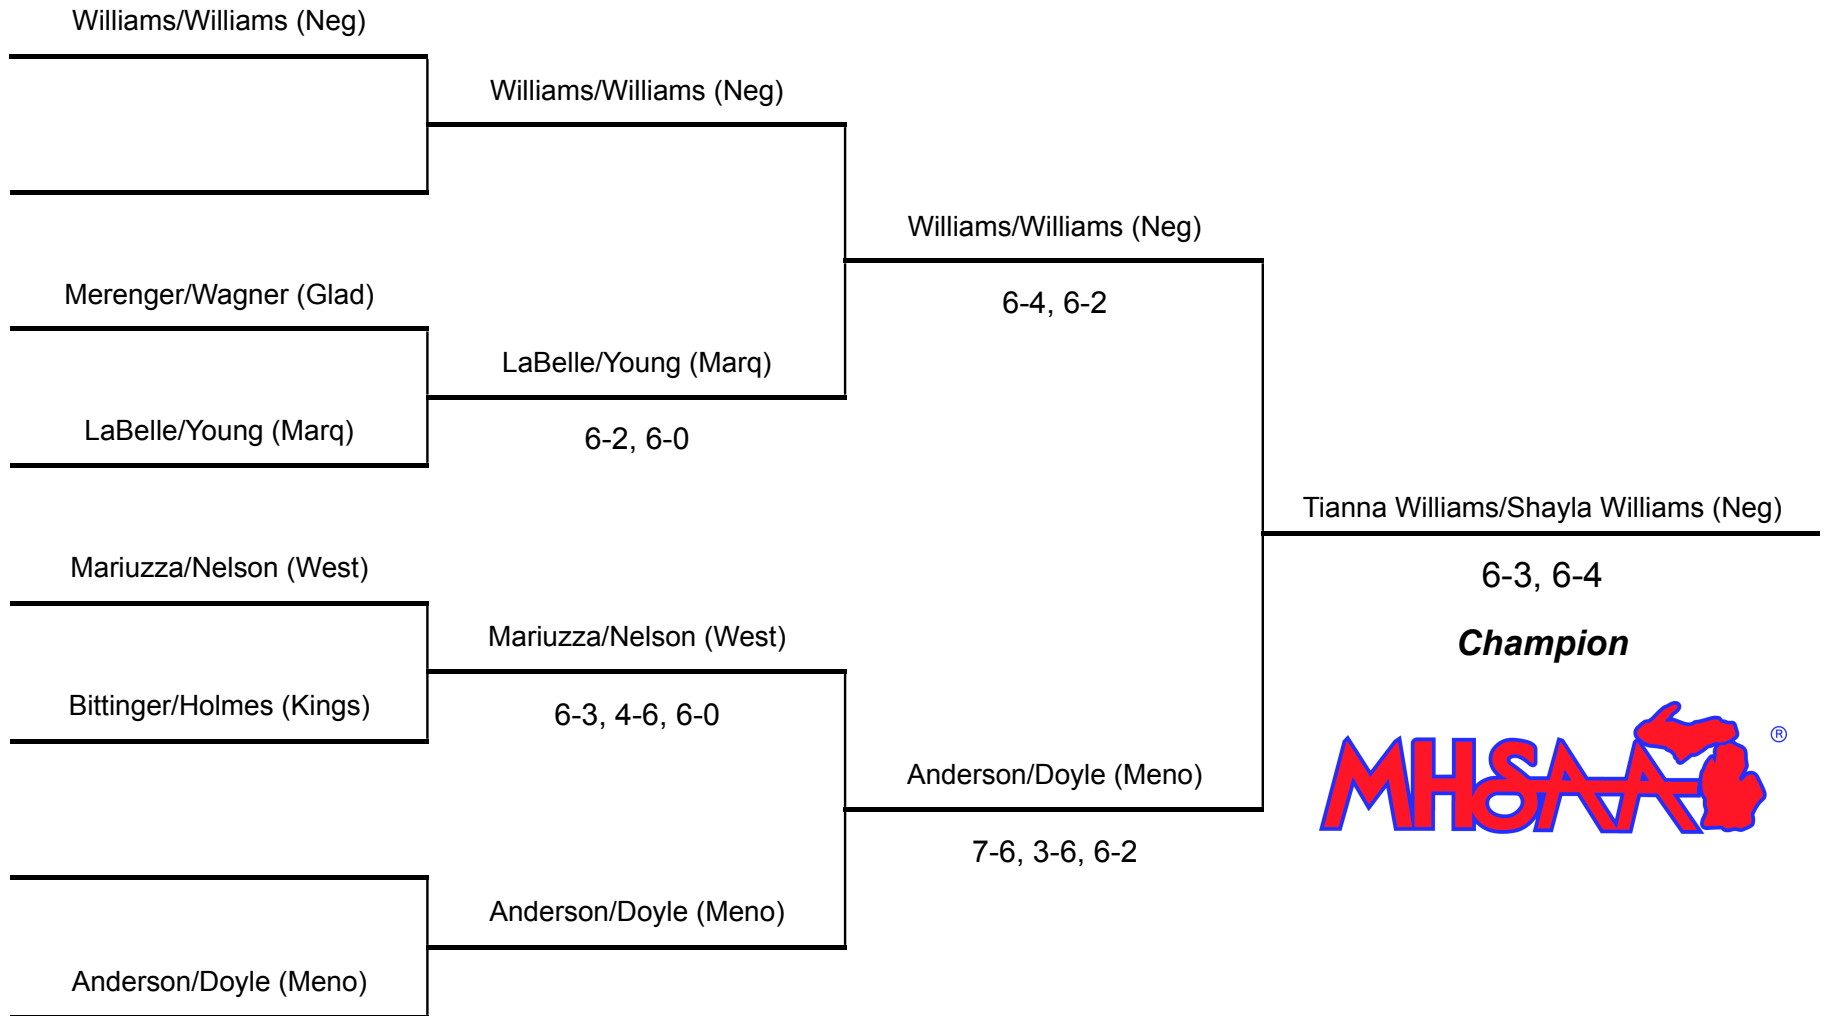 Williams/Williams (Neg)
Williams/Williams (Neg)
Williams/Williams (Neg)
6-4, 6-2
Merenger/Wagner (Glad)
LaBelle/Young (Marq)
LaBelle/Young (Marq)
6-2, 6-0
Tianna Williams/Shayla Williams (Neg)
6-3, 6-4
Champion
MHSAA®
Mariuzza/Nelson (West)
Mariuzza/Nelson (West)
Bittinger/Holmes (Kings)
6-3, 4-6, 6-0
Anderson/Doyle (Meno)
7-6, 3-6, 6-2
Anderson/Doyle (Meno)
Anderson/Doyle (Meno)